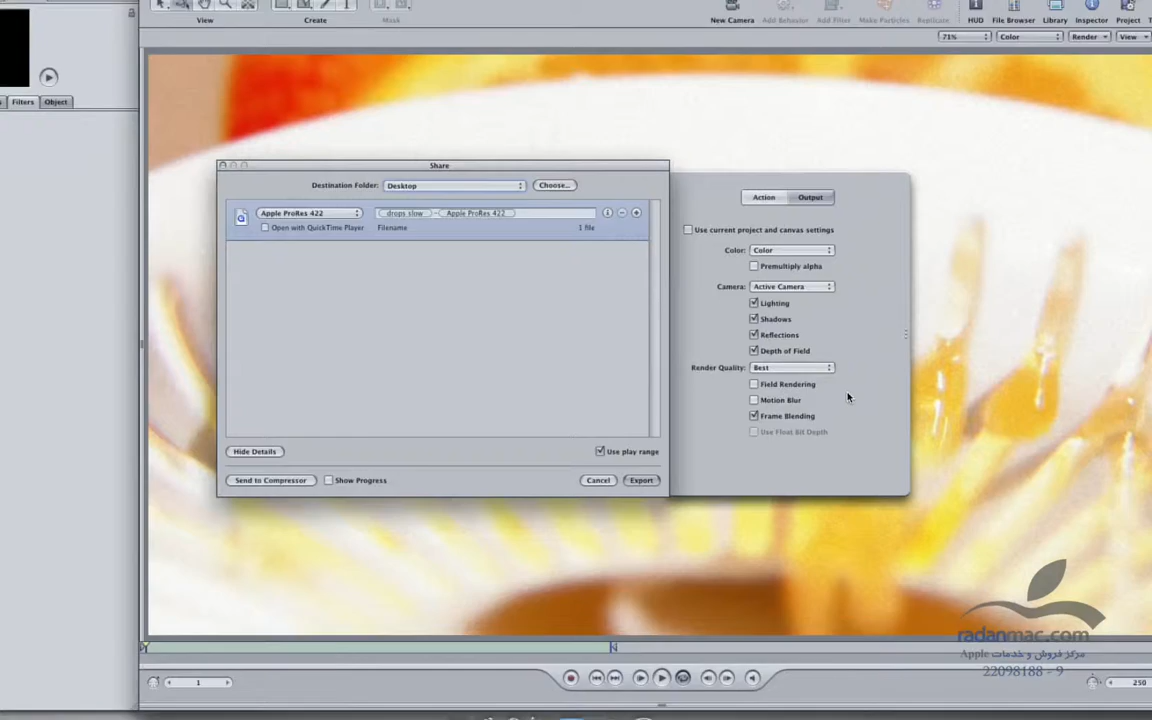 View
Create
Mask
New Camera
Add Behavior
Add Filter
Make Particles
Replicate
HUD
File Browser
Library
Inspector
Project
71%
Color
Render
View
Filters
Object
Share
Destination Folder:
Desktop
Choose...
Apple ProRes 422
drops slow - Apple ProRes 422
Open with QuickTime Player
Filename
1 file
Hide Details
Use play range
Send to Compressor
Show Progress
Cancel
Export
Action
Output
Use current project and canvas settings
Color: Color
Premultiply alpha
Camera: Active Camera
Lighting
Shadows
Reflections
Depth of Field
Render Quality: Best
Field Rendering
Motion Blur
Frame Blending
Use Float Bit Depth
radanmac.com
مرکز فروش و خدمات Apple
22098188 - 9
1
250